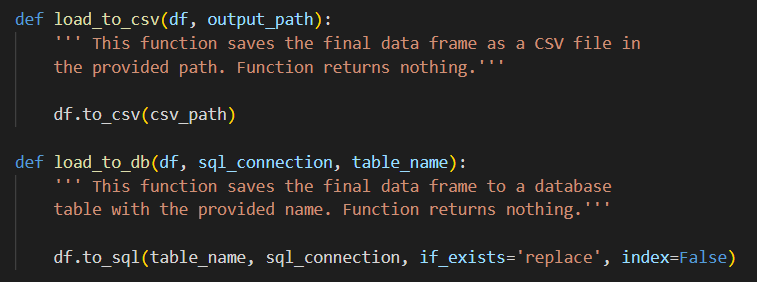 def load_to_csv(df, output_path):
    ''' This function saves the final data frame as a CSV file in
    the provided path. Function returns nothing.'''
    df.to_csv(csv_path)
def load_to_db(df, sql_connection, table_name):
    ''' This function saves the final data frame to a database
    table with the provided name. Function returns nothing.'''
    df.to_sql(table_name, sql_connection, if_exists='replace', index=False)